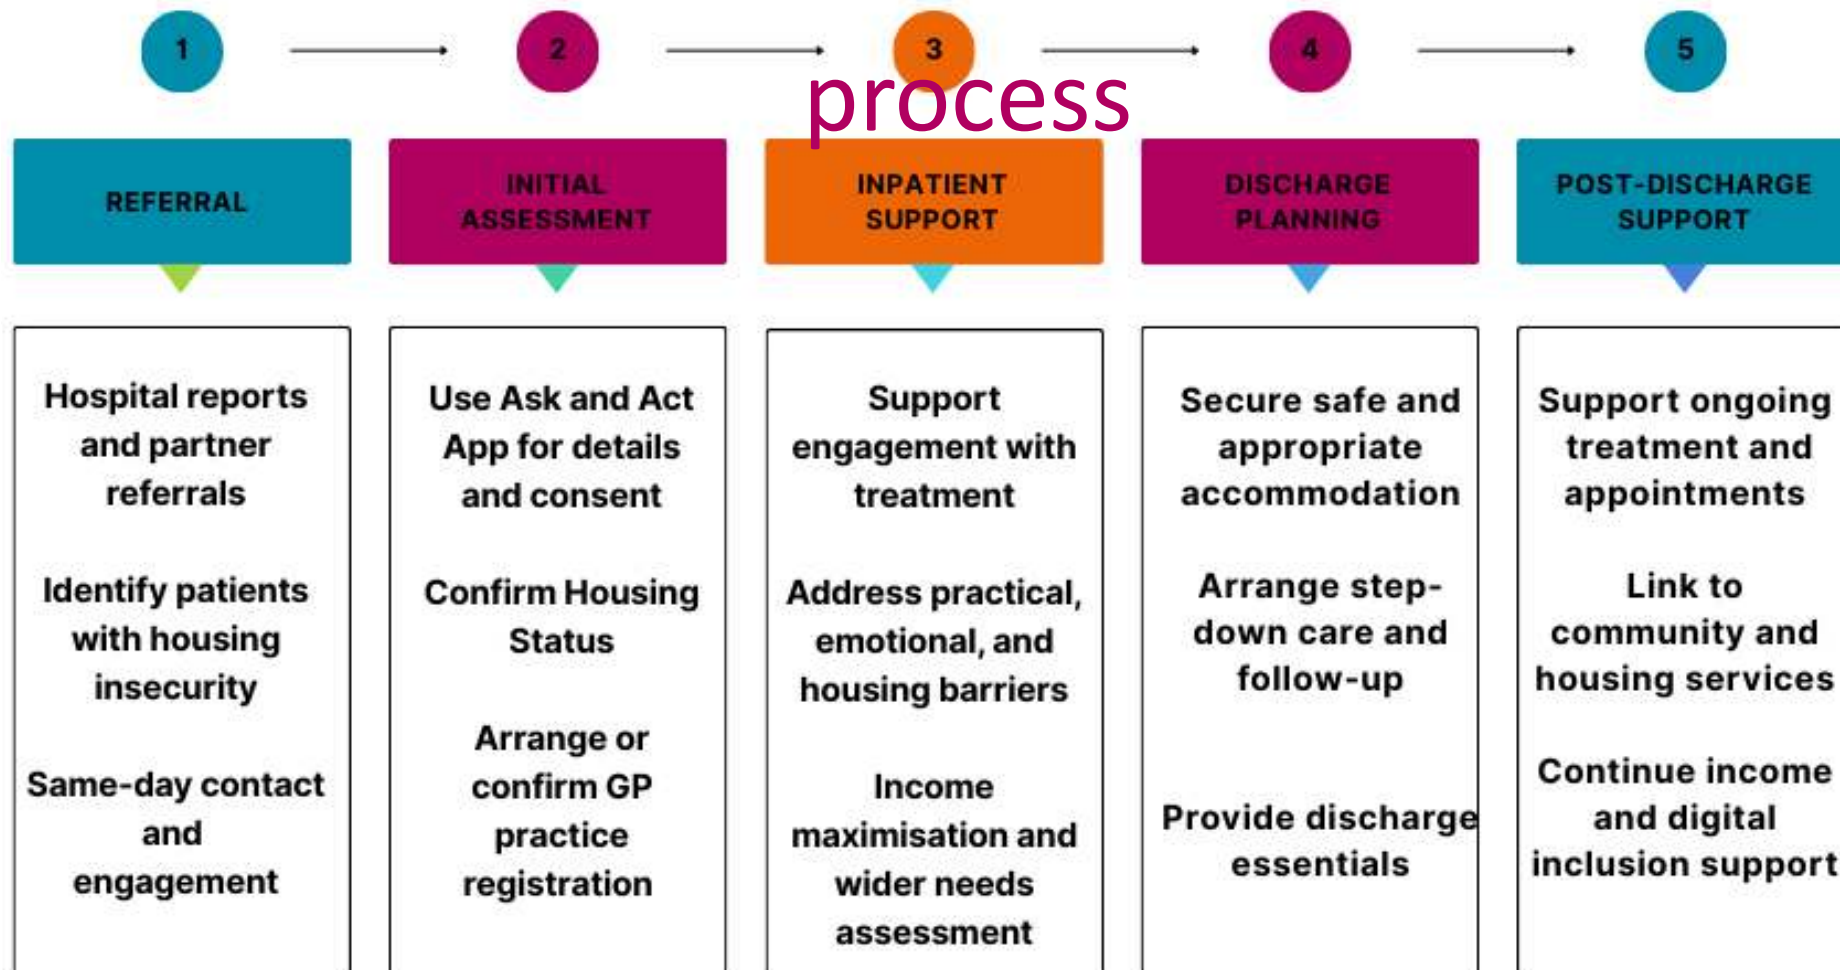 1
2
3
4
5
process
REFERRAL
INITIAL
ASSESSMENT
INPATIENT
SUPPORT
DISCHARGE
PLANNING
POST-DISCHARGE
SUPPORT
Hospital reports
and partner
referrals
Identify patients
with housing
insecurity
Same-day contact
and
engagement
Use Ask and Act
App for details
and consent
Confirm Housing
Status
Arrange or
confirm GP
practice
registration
Support
engagement with
treatment
Address practical,
emotional, and
housing barriers
Income
maximisation and
wider needs
assessment
Secure safe and
appropriate
accommodation
Arrange step-
down care and
follow-up
Provide discharge
essentials
Support ongoing
treatment and
appointments
Link to
community and
housing services
Continue income
and digital
inclusion support